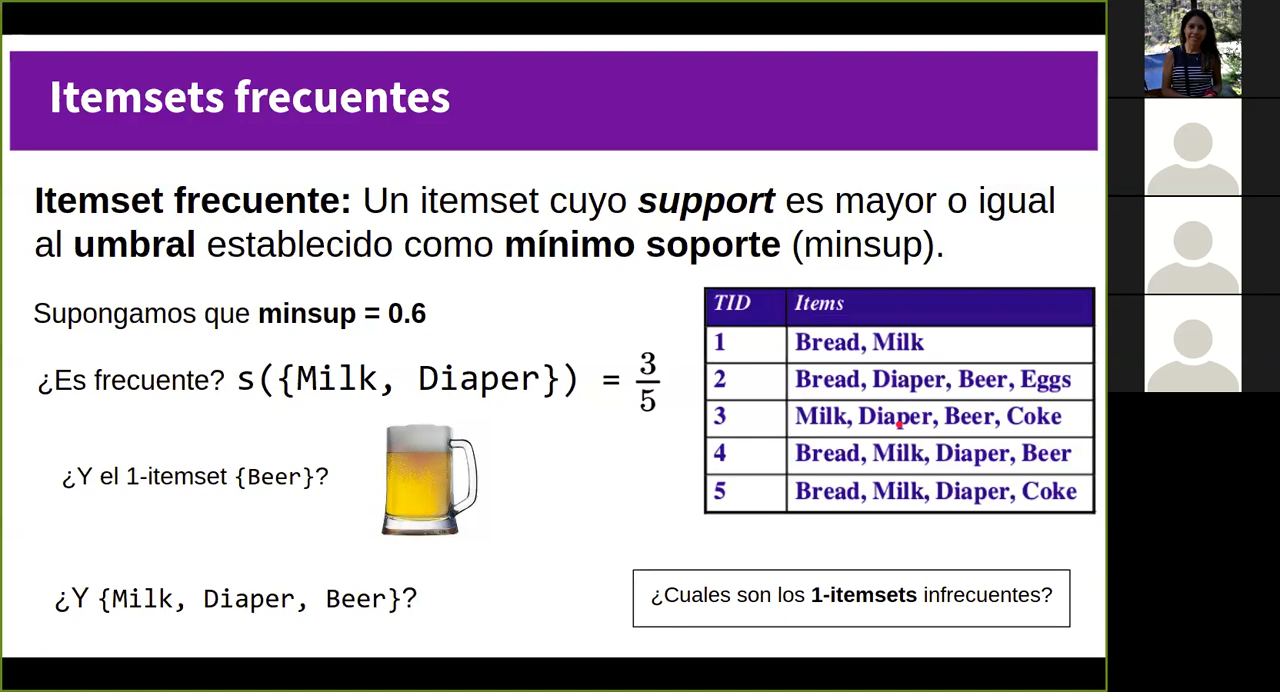 Itemsets frecuentes
Itemset frecuente: Un itemset cuyo support es mayor o igual
al umbral establecido como mínimo soporte (minsup).
Supongamos que minsup = 0.6
¿Es frecuente? s({Milk, Diaper}) = 3/5
¿Y el 1-itemset {Beer}?
¿Y {Milk, Diaper, Beer}?
TID Items
1 Bread, Milk
2 Bread, Diaper, Beer, Eggs
3 Milk, Diaper, Beer, Coke
4 Bread, Milk, Diaper, Beer
5 Bread, Milk, Diaper, Coke
¿Cuales son los 1-itemsets infrecuentes?